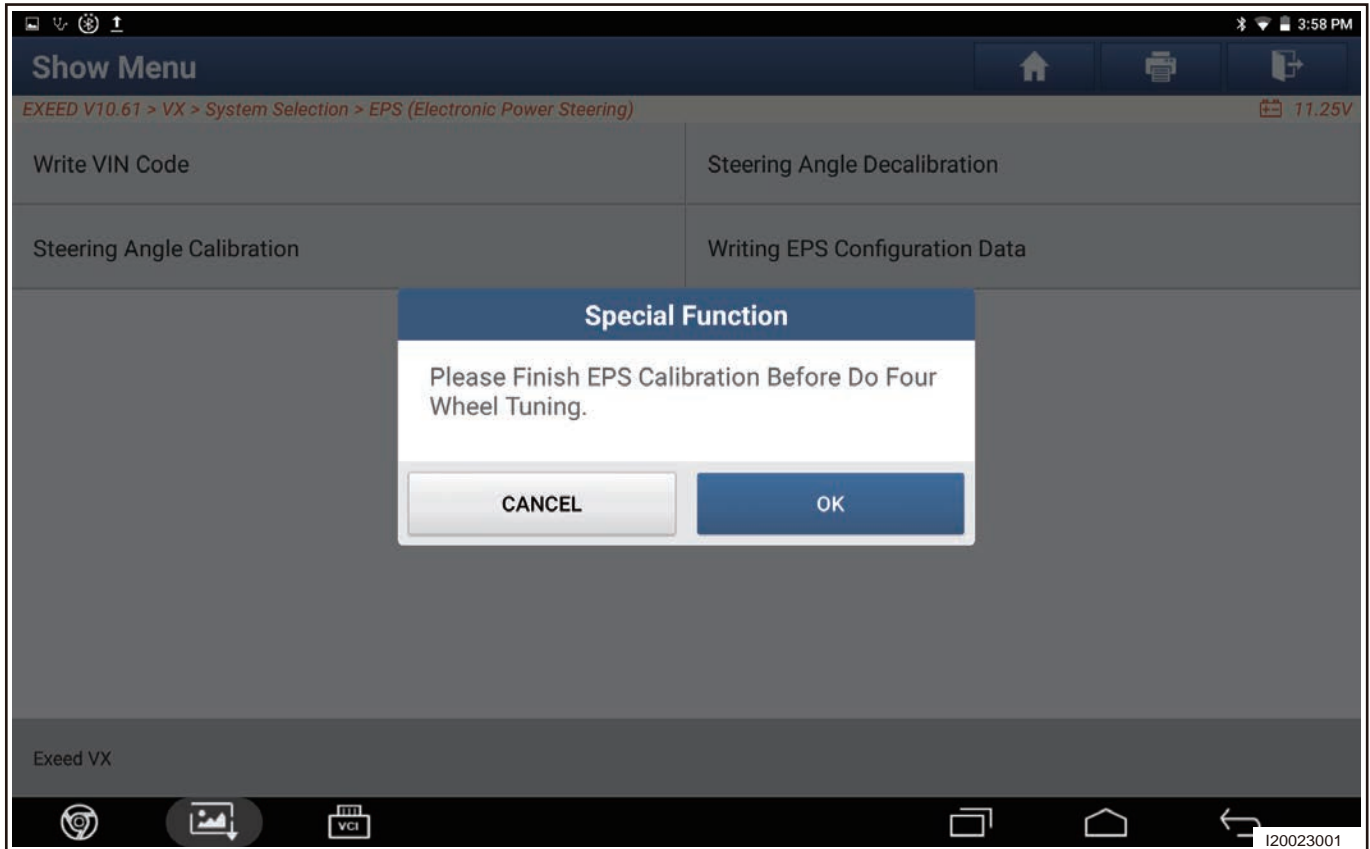 3:58 PM
Show Menu
EXEED V10.61 > VX > System Selection > EPS (Electronic Power Steering)
11.25V
Write VIN Code
Steering Angle Decalibration
Steering Angle Calibration
Writing EPS Configuration Data
Special Function
Please Finish EPS Calibration Before Do Four
Wheel Tuning.
CANCEL
OK
Exeed VX
VCI
I20023001